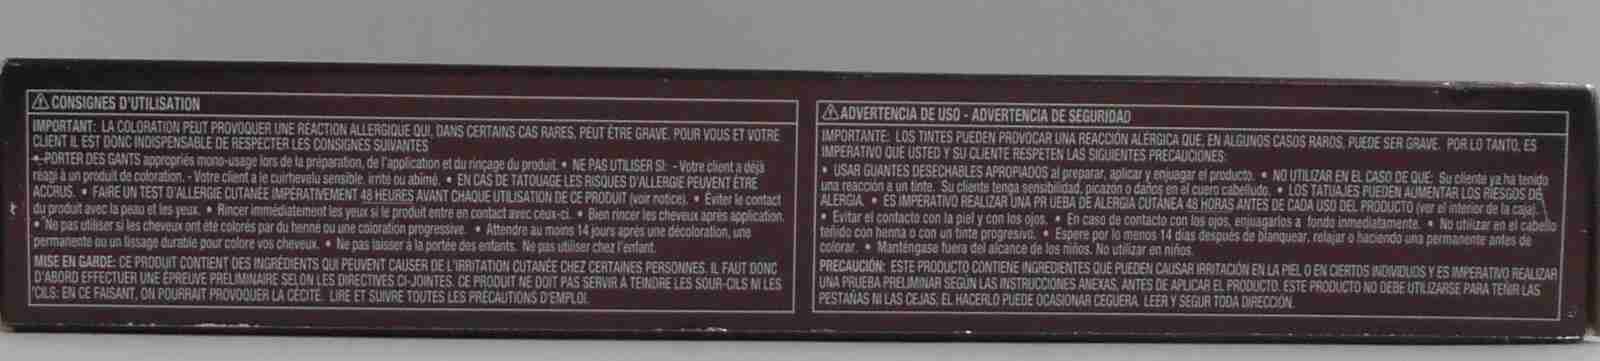 ⚠ CONSIGNES D'UTILISATION
IMPORTANT: LA COLORATION PEUT PROVOQUER UNE REACTION ALLERGIQUE QUI, DANS CERTAINS CAS RARES, PEUT ÊTRE GRAVE. POUR VOUS ET VOTRE
CLIENT IL EST DONC INDISPENSABLE DE RESPECTER LES CONSIGNES SUIVANTES
• PORTER DES GANTS appropriés mono-usage lors de la préparation, de l'application et du rinçage du produit. • NE PAS UTILISER SI: - Votre client a déjà
réagi à un produit de coloration. - Votre client a le cuirhevelu sensible, irrité ou abîmé. • EN CAS DE TATOUAGE LES RISQUES D'ALLERGIE PEUVENT ÊTRE
ACCRUS. • FAIRE UN TEST D'ALLERGIE CUTANÉE IMPÉRATIVEMENT 48 HEURES AVANT CHAQUE UTILISATION DE CE PRODUIT (voir notice). • Éviter le contact
du produit avec la peau et les yeux. • Rincer immédiatement les yeux si le produit entre en contact avec ceux-ci. • Bien rincer les cheveux après application.
• Ne pas utiliser si les cheveux ont été colorés par du henné ou une coloration progressive. • Attendre au moins 14 jours après une décoloration, une
permanente ou un lissage durable pour colore vos cheveux. • Ne pas laisser à la portée des enfants. Ne pas utiliser chez l'enfant.
MISE EN GARDE: CE PRODUIT CONTIENT DES INGRÉDIENTS QUI PEUVENT CAUSER DE L'IRRITATION CUTANÉE CHEZ CERTAINES PERSONNES. IL FAUT DONC
D'ABORD EFFECTUER UNE ÉPREUVE PRELIMINAIRE SELON LES DIRECTIVES CI-JOINTES. CE PRODUIT NE DOIT PAS SERVIR À TEINDRE LES SOUR-CILS NI LES
'CILS: EN CE FAISANT, ON POURRAIT PROVOQUER LA CÉCITÉ. LIRE ET SUIVRE TOUTES LES PRÉCAUTIONS D'EMPLOI.
⚠ ADVERTENCIA DE USO - ADVERTENCIA DE SEGURIDAD
IMPORTANTE: LOS TINTES PUEDEN PROVOCAR UNA REACCIÓN ALÉRGICA QUE, EN ALGUNOS CASOS RAROS, PUEDE SER GRAVE. POR LO TANTO, ES
IMPERATIVO QUE USTED Y SU CLIENTE RESPETEN LAS SIGUIENTES PRECAUCIONES:
• USAR GUANTES DESECHABLES APROPIADOS al preparar, aplicar y enjuagar el producto. • NO UTILIZAR EN EL CASO DE QUE: Su cliente ya ha tenido
una reacción a un tinte. Su cliente tenga sensibilidad, picazón o daños en el cuero cabelludo. • LOS TATUAJES PUEDEN AUMENTAR LOS RIESGOS DE
ALERGIA. • ES IMPERATIVO REALIZAR UNA PR UEBA DE ALERGIA CUTÁNEA 48 HORAS ANTES DE CADA USO DEL PRODUCTO (ver el interior de la caja).
• Evitar el contacto con la piel y con los ojos. • En caso de contacto con los ojos, enjuagarlos a fondo inmediatamente. • No utilizar en el cabello
teñido con henna o con un tinte progresivo. • Espere por lo menos 14 días después de blanquear, relajar o haciendo una permanente antes de
colorar. • Manténgase fuera del alcance de los niños. No utilizar en niños.
PRECAUCIÓN: ESTE PRODUCTO CONTIENE INGREDIENTES QUE PUEDEN CAUSAR IRRITACIÓN EN LA PIEL O EN CIERTOS INDIVIDUOS Y ES IMPERATIVO REALIZAR
UNA PRUEBA PRELIMINAR SEGÚN LAS INSTRUCCIONES ANEXAS, ANTES DE APLICAR EL PRODUCTO. ESTE PRODUCTO NO DEBE UTILIZARSE PARA TEÑIR LAS
PESTAÑAS NI LAS CEJAS, EL HACERLO PUEDE OCASIONAR CEGUERA. LEER Y SEGUR TODA DIRECCIÓN.